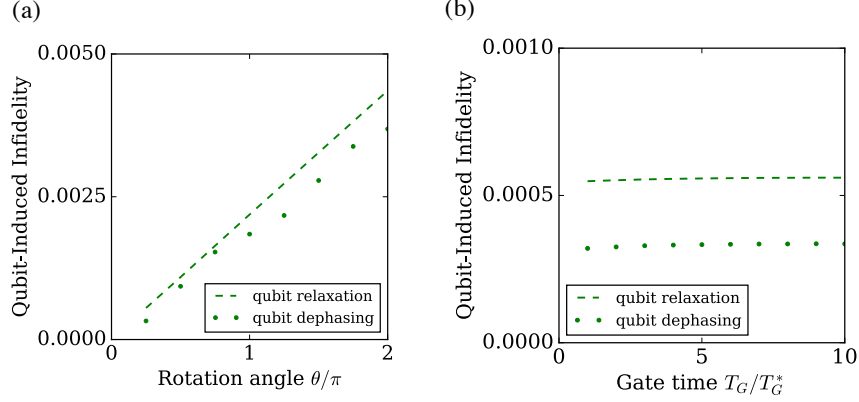 (a)
0.0050
0.0025
0.0000
Qubit-Induced Infidelity
qubit relaxation
qubit dephasing
0 1 2
Rotation angle θ/π
(b)
0.0010
0.0005
0.0000
Qubit-Induced Infidelity
qubit relaxation
qubit dephasing
0 5 10
Gate time T_G/T_G^*